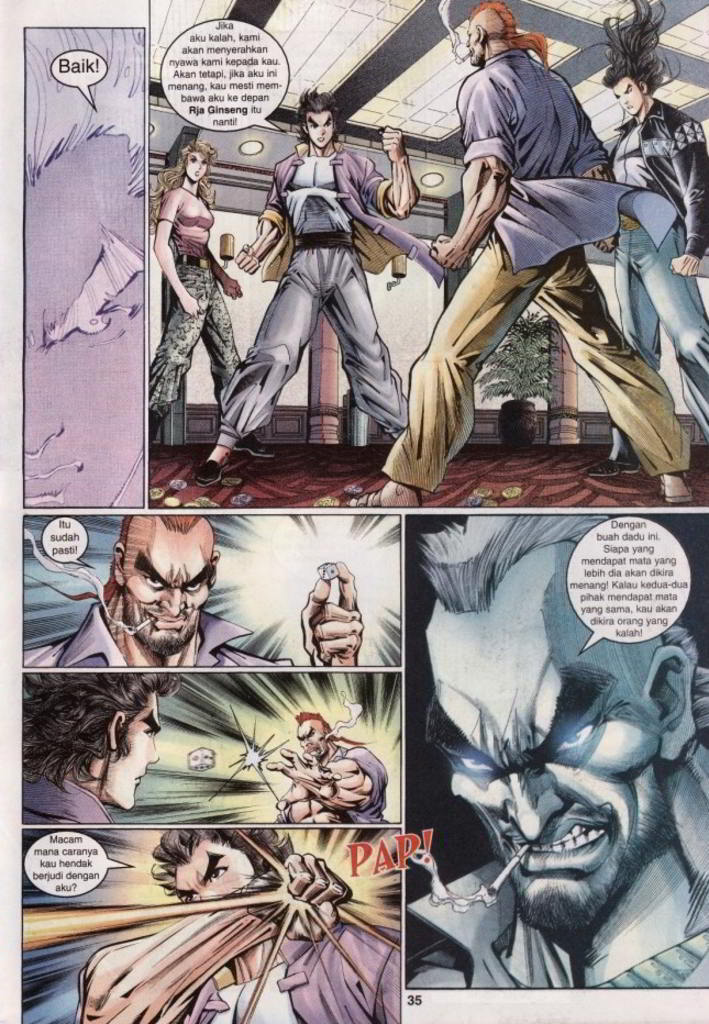 Baik!
Jika
aku kalah, kami
akan menyerahkan
nyawa kami kepada kau.
Akan tetapi, jika aku ini
menang, kau mesti mem-
bawa aku ke depan
Rja Ginseng itu
nanti!
Itu
sudah
pasti!
Macam
mana caranya
kau hendak
berjudi dengan
aku?
PAP!
Dengan
buah dadu ini.
Siapa yang
mendapat mata yang
lebih dia akan dikira
menang! Kalau kedua-dua
pihak mendapat mata
yang sama, kau akan
dikira orang yang
kalah!
35